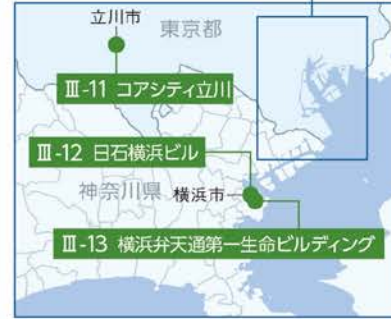 立川市
東京都
Ⅲ-11 コアシティ立川
Ⅲ-12 日石横浜ビル
神奈川県
横浜市
Ⅲ-13 横浜弁天通第一生命ビルディング